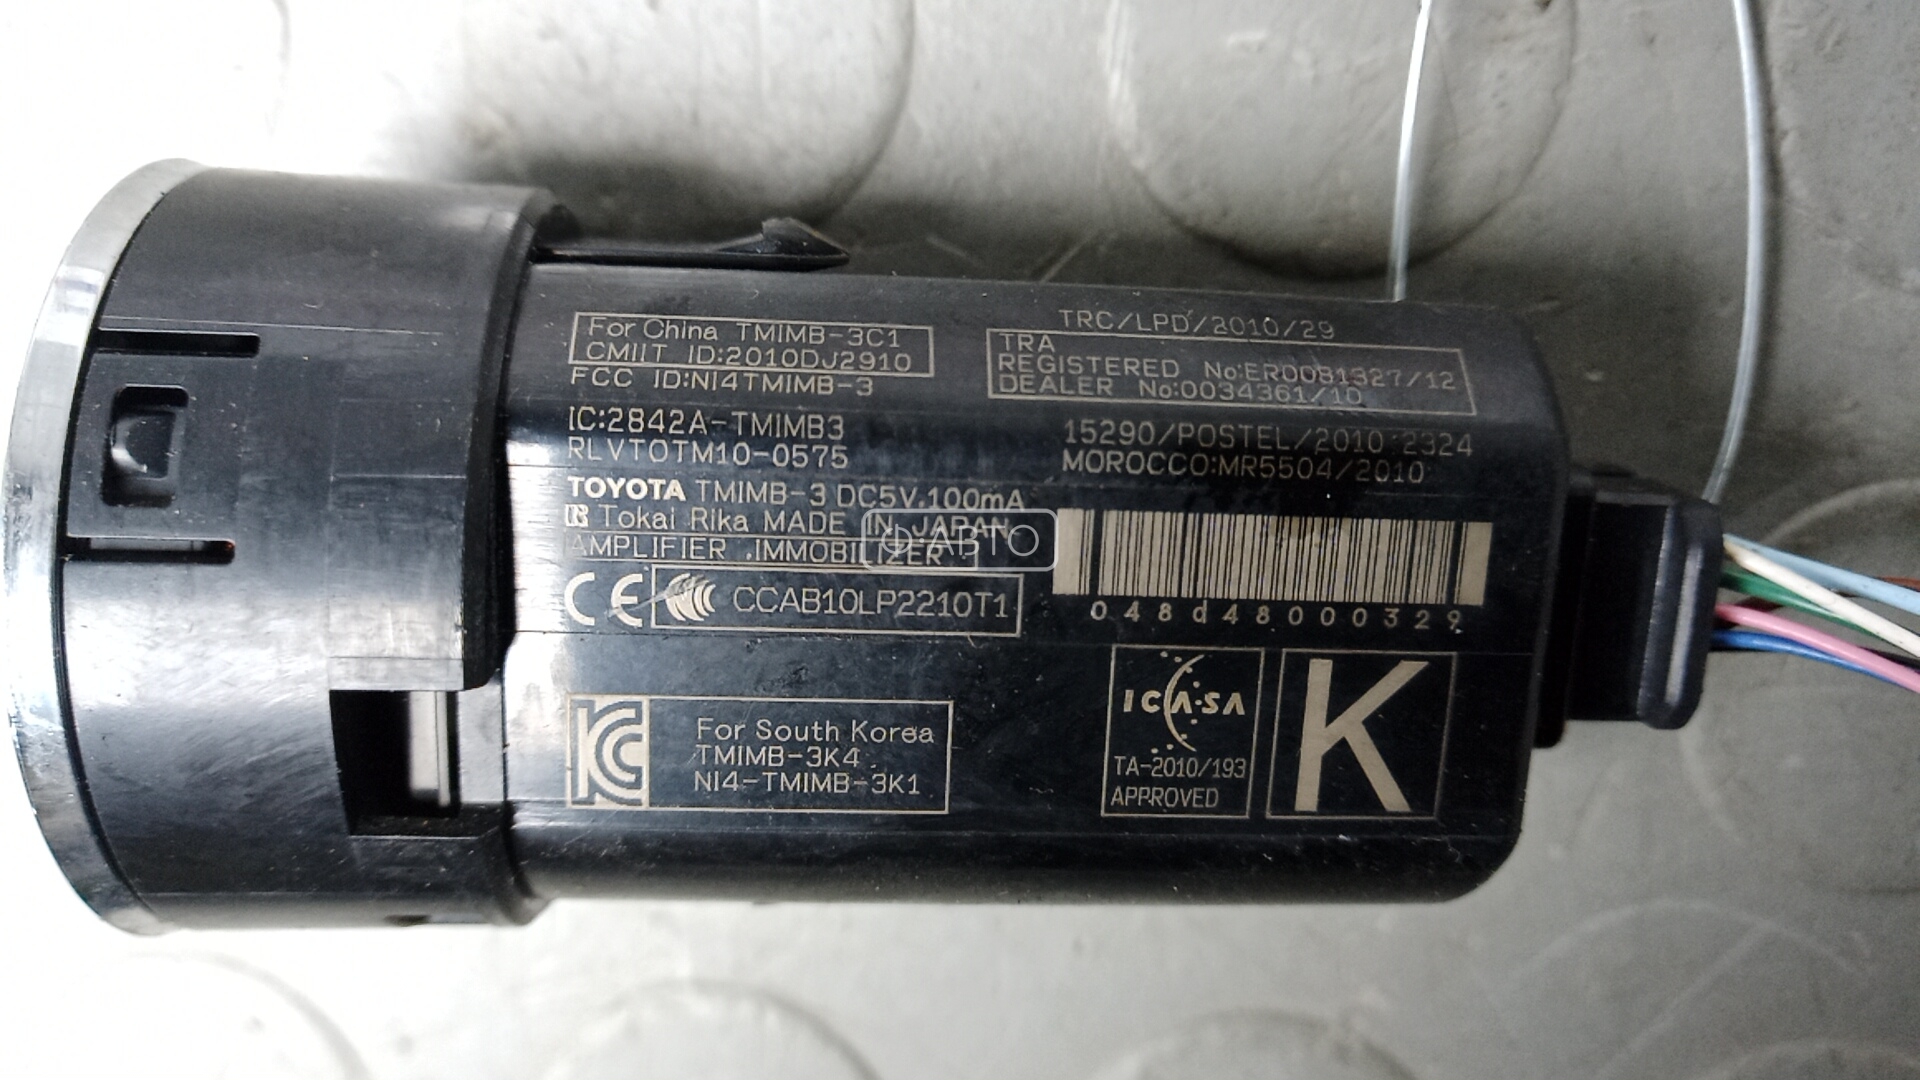 For China TMIMB-3C1
CMIIT ID:2010DJ2910
FCC ID:NI4TMIMB-3
IC:2842A-TMIMB3
RLVTOTM10-0575
TOYOTA TMIMB-3 DC5V.100mA
Tokai Rika MADE IN JAPAN
AMPLIFIER .IMMOBILIZER
CE CCAB10LP2210T1
KC
For South Korea
TMIMB-3K4
NI4-TMIMB-3K1
TRC/LPD/2010/29
TRA
REGISTERED No:ER0081327/12
DEALER No:0034361/10
15290/POSTEL/2010/2324
MOROCCO:MR5504/2010
048d48000329
ICASA
TA-2010/193
APPROVED
K
Ф-АВТО